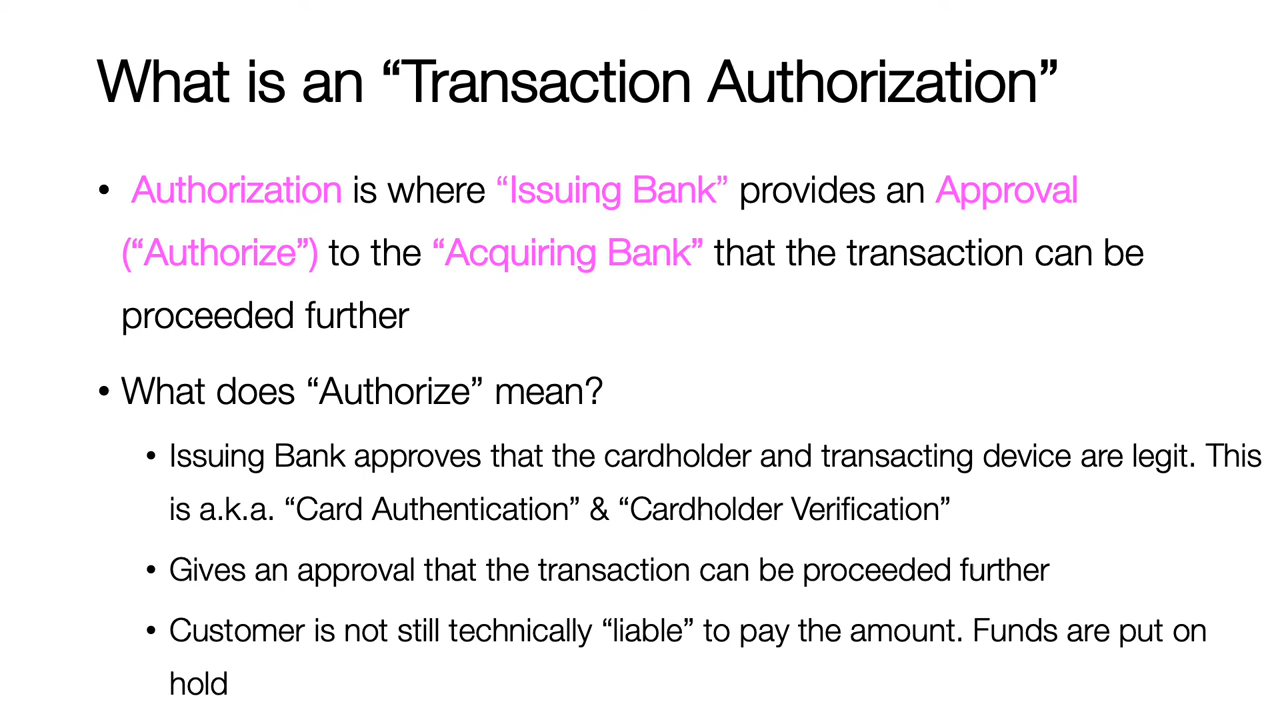 What is an “Transaction Authorization”
• Authorization is where “Issuing Bank” provides an Approval
(“Authorize”) to the “Acquiring Bank” that the transaction can be
proceeded further
• What does “Authorize” mean?
• Issuing Bank approves that the cardholder and transacting device are legit. This
is a.k.a. “Card Authentication” & “Cardholder Verification”
• Gives an approval that the transaction can be proceeded further
• Customer is not still technically “liable” to pay the amount. Funds are put on
hold